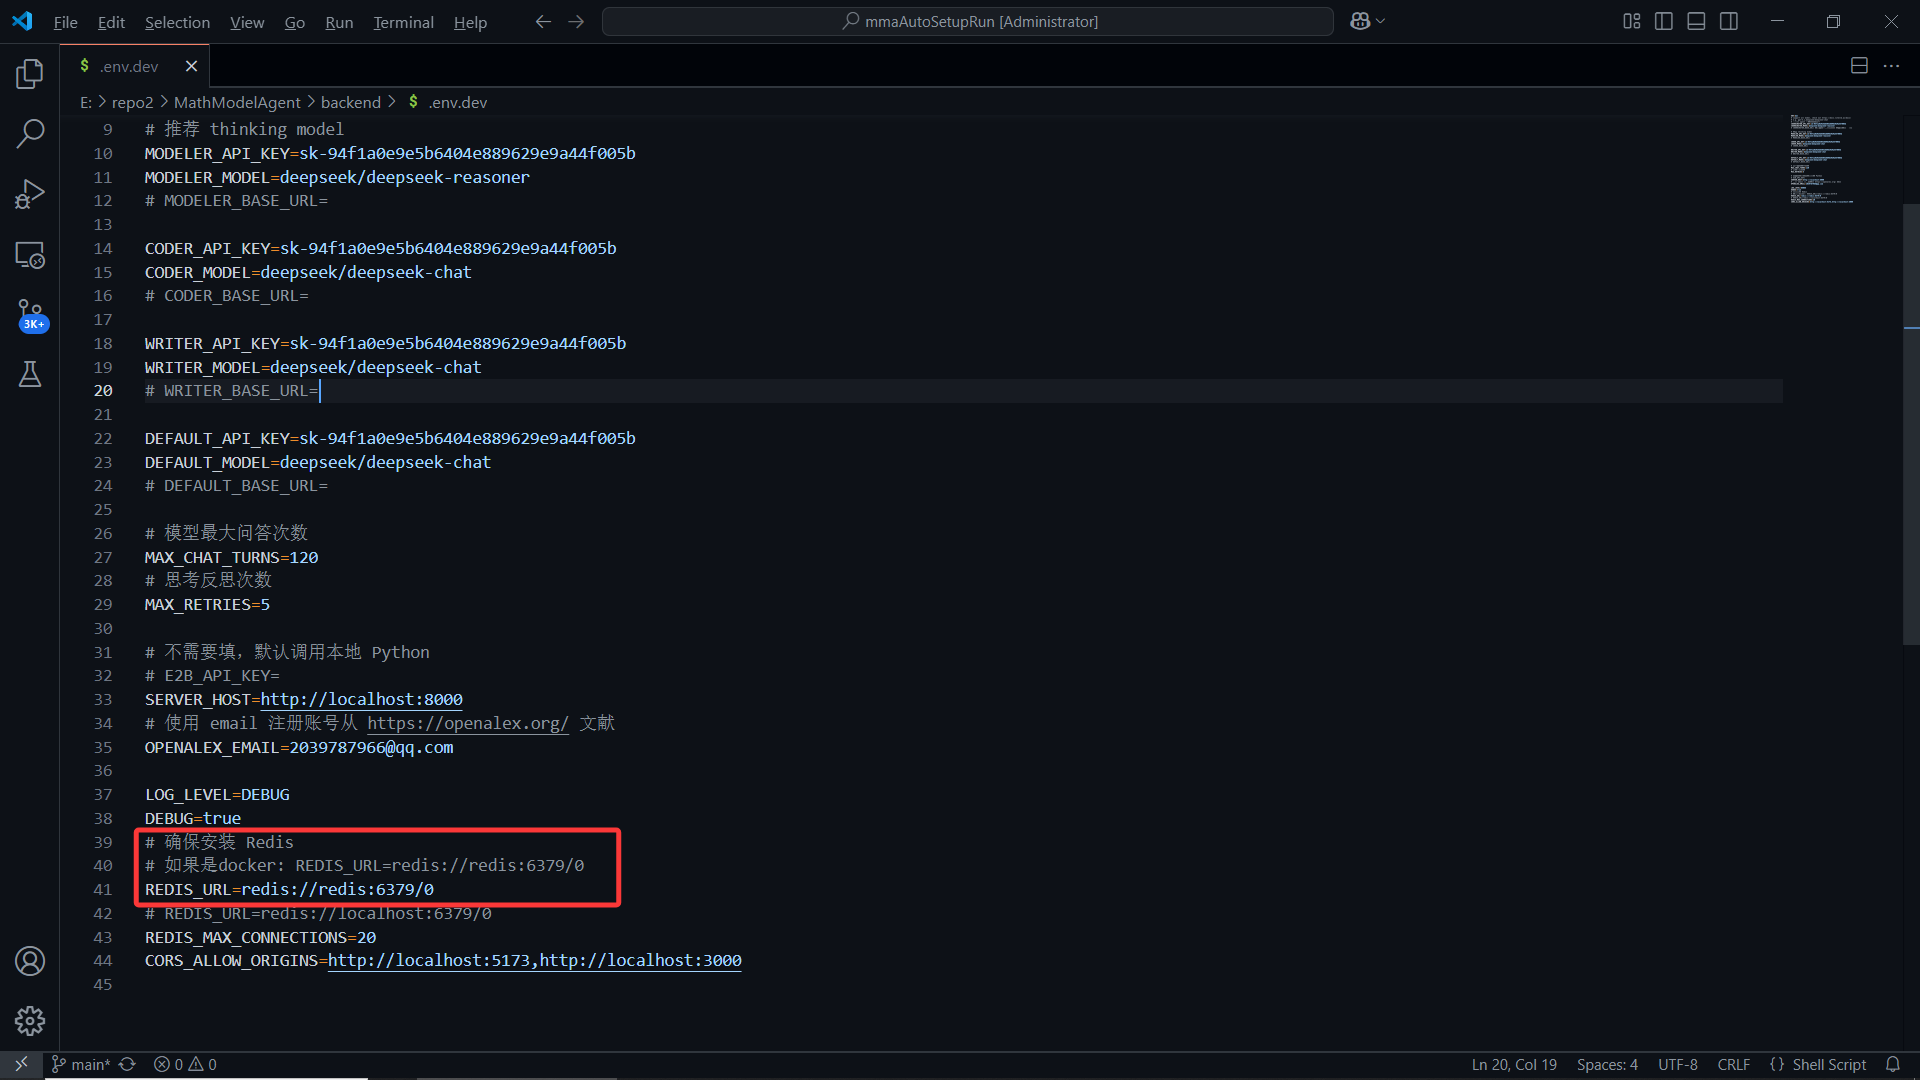 File Edit Selection View Go Run Terminal Help
mmaAutoSetupRun [Administrator]
$ .env.dev
E: > repo2 > MathModelAgent > backend > $ .env.dev
9 # 推荐 thinking model
10 MODELER_API_KEY=sk-94f1a0e9e5b6404e889629e9a44f005b
11 MODELER_MODEL=deepseek/deepseek-reasoner
12 # MODELER_BASE_URL=
13
14 CODER_API_KEY=sk-94f1a0e9e5b6404e889629e9a44f005b
15 CODER_MODEL=deepseek/deepseek-chat
16 # CODER_BASE_URL=
17
18 WRITER_API_KEY=sk-94f1a0e9e5b6404e889629e9a44f005b
19 WRITER_MODEL=deepseek/deepseek-chat
20 # WRITER_BASE_URL=
21
22 DEFAULT_API_KEY=sk-94f1a0e9e5b6404e889629e9a44f005b
23 DEFAULT_MODEL=deepseek/deepseek-chat
24 # DEFAULT_BASE_URL=
25
26 # 模型最大问答次数
27 MAX_CHAT_TURNS=120
28 # 思考反思次数
29 MAX_RETRIES=5
30
31 # 不需要填，默认调用本地 Python
32 # E2B_API_KEY=
33 SERVER_HOST=http://localhost:8000
34 # 使用 email 注册账号从 https://openalex.org/ 文献
35 OPENALEX_EMAIL=2039787966@qq.com
36
37 LOG_LEVEL=DEBUG
38 DEBUG=true
39 # 确保安装 Redis
40 # 如果是docker: REDIS_URL=redis://redis:6379/0
41 REDIS_URL=redis://redis:6379/0
42 # REDIS_URL=redis://localhost:6379/0
43 REDIS_MAX_CONNECTIONS=20
44 CORS_ALLOW_ORIGINS=http://localhost:5173,http://localhost:3000
45
3K+
main* 0 0 Ln 20, Col 19 Spaces: 4 UTF-8 CRLF {} Shell Script